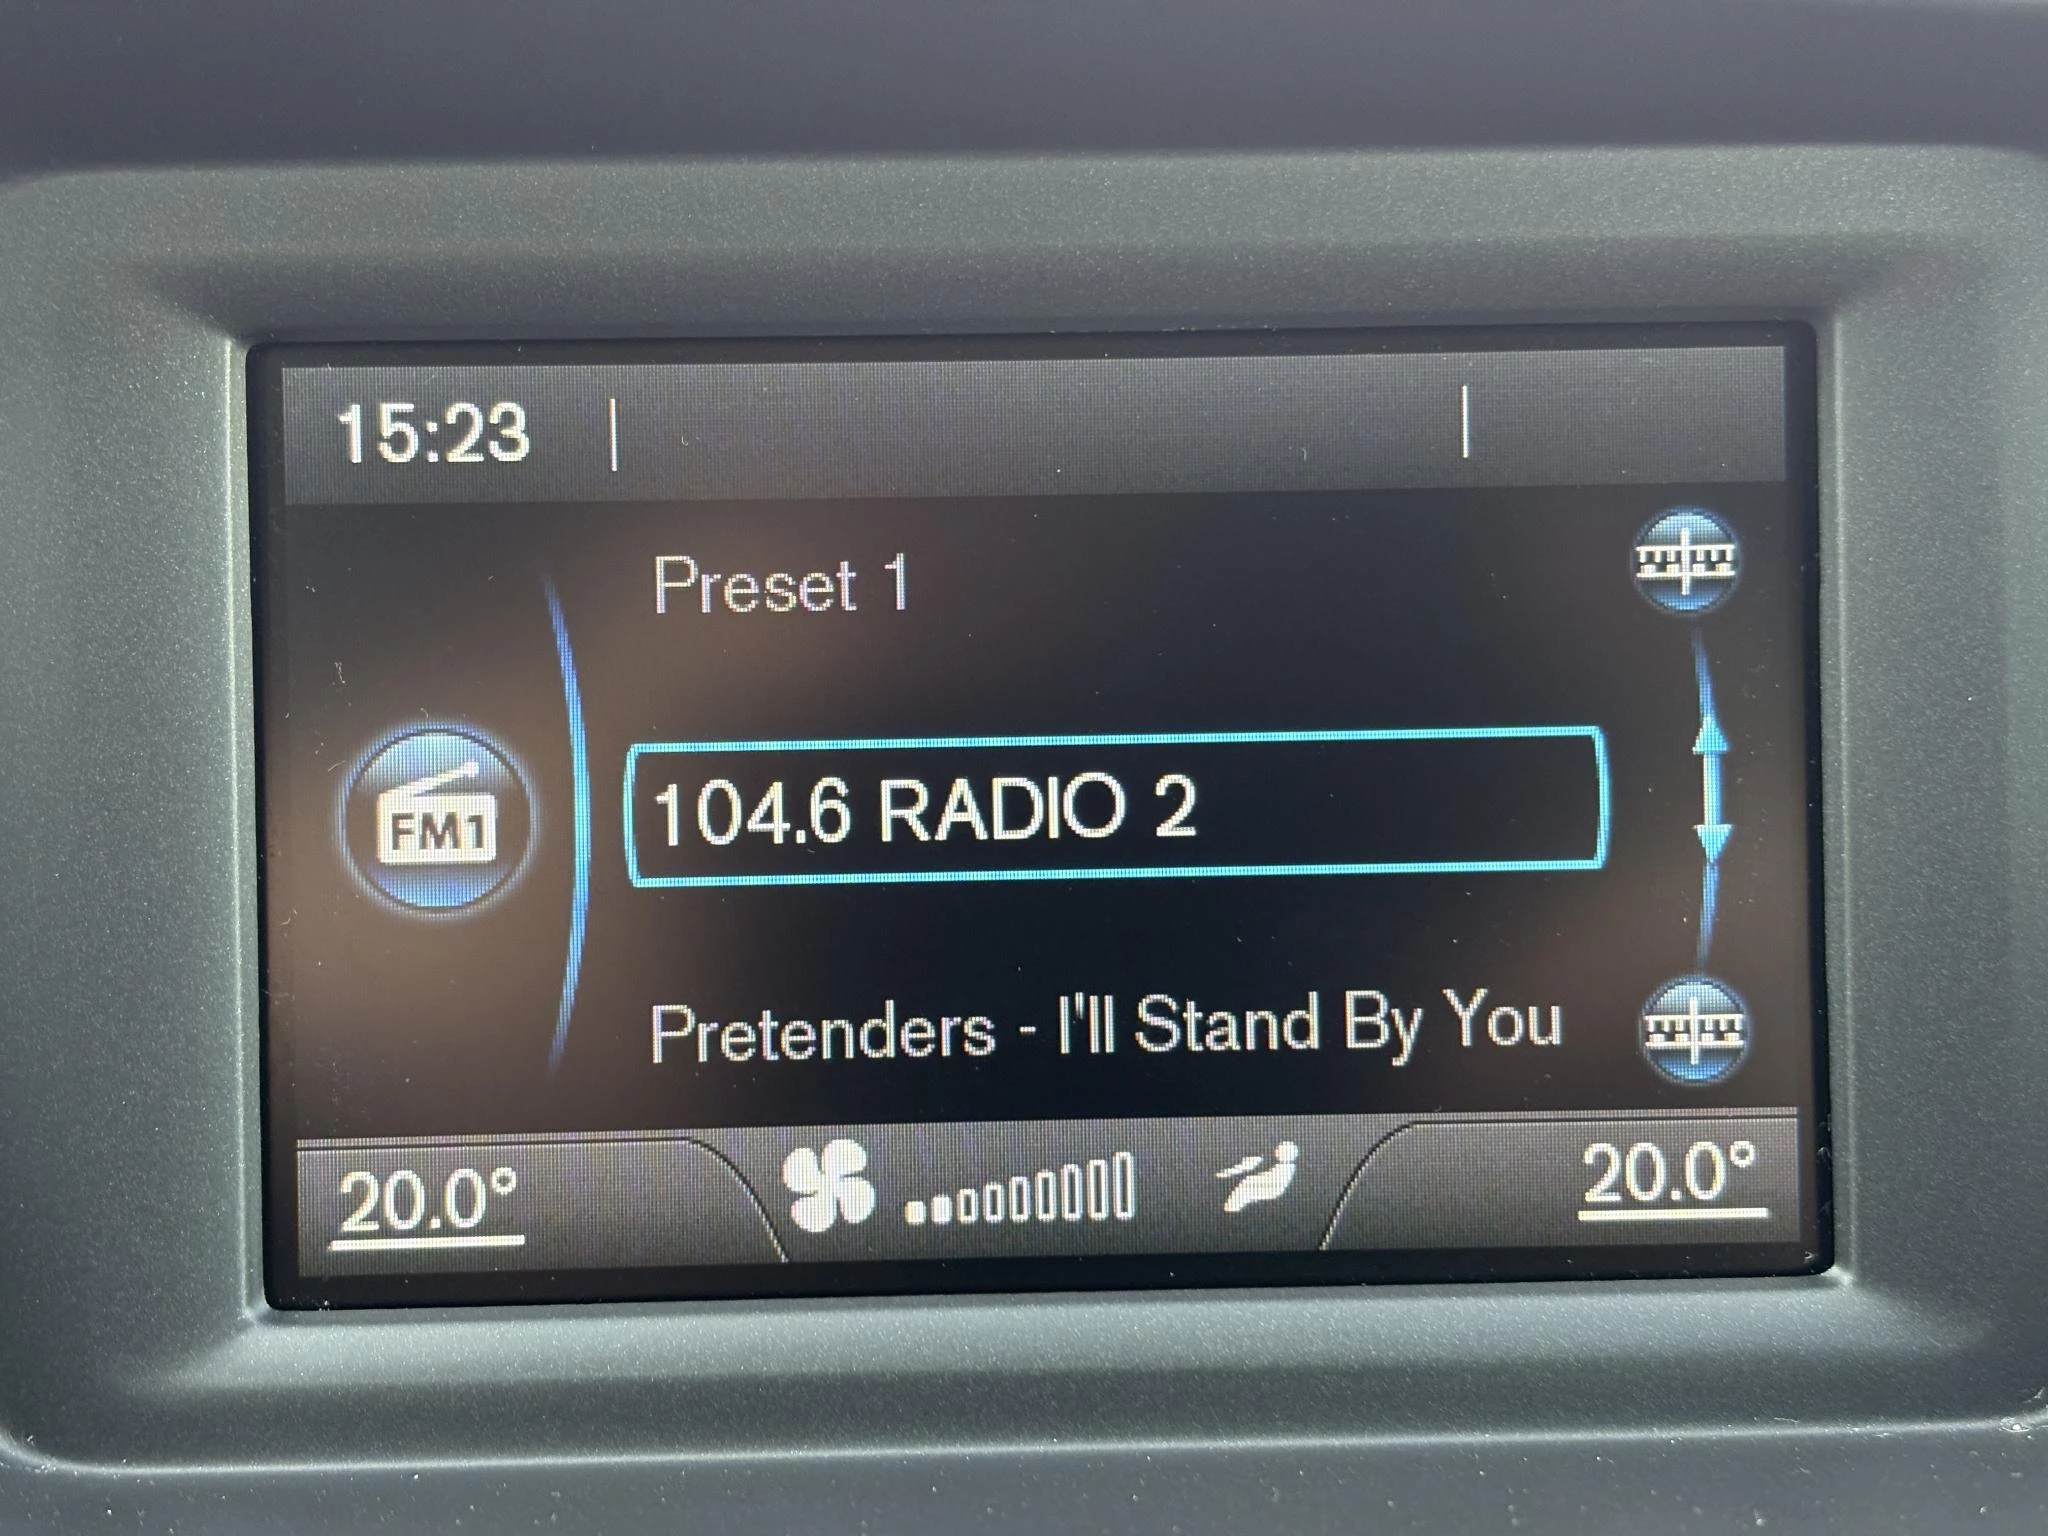 15:23
Preset 1
FM1
104.6 RADIO 2
Pretenders - I'll Stand By You
20.0°
20.0°